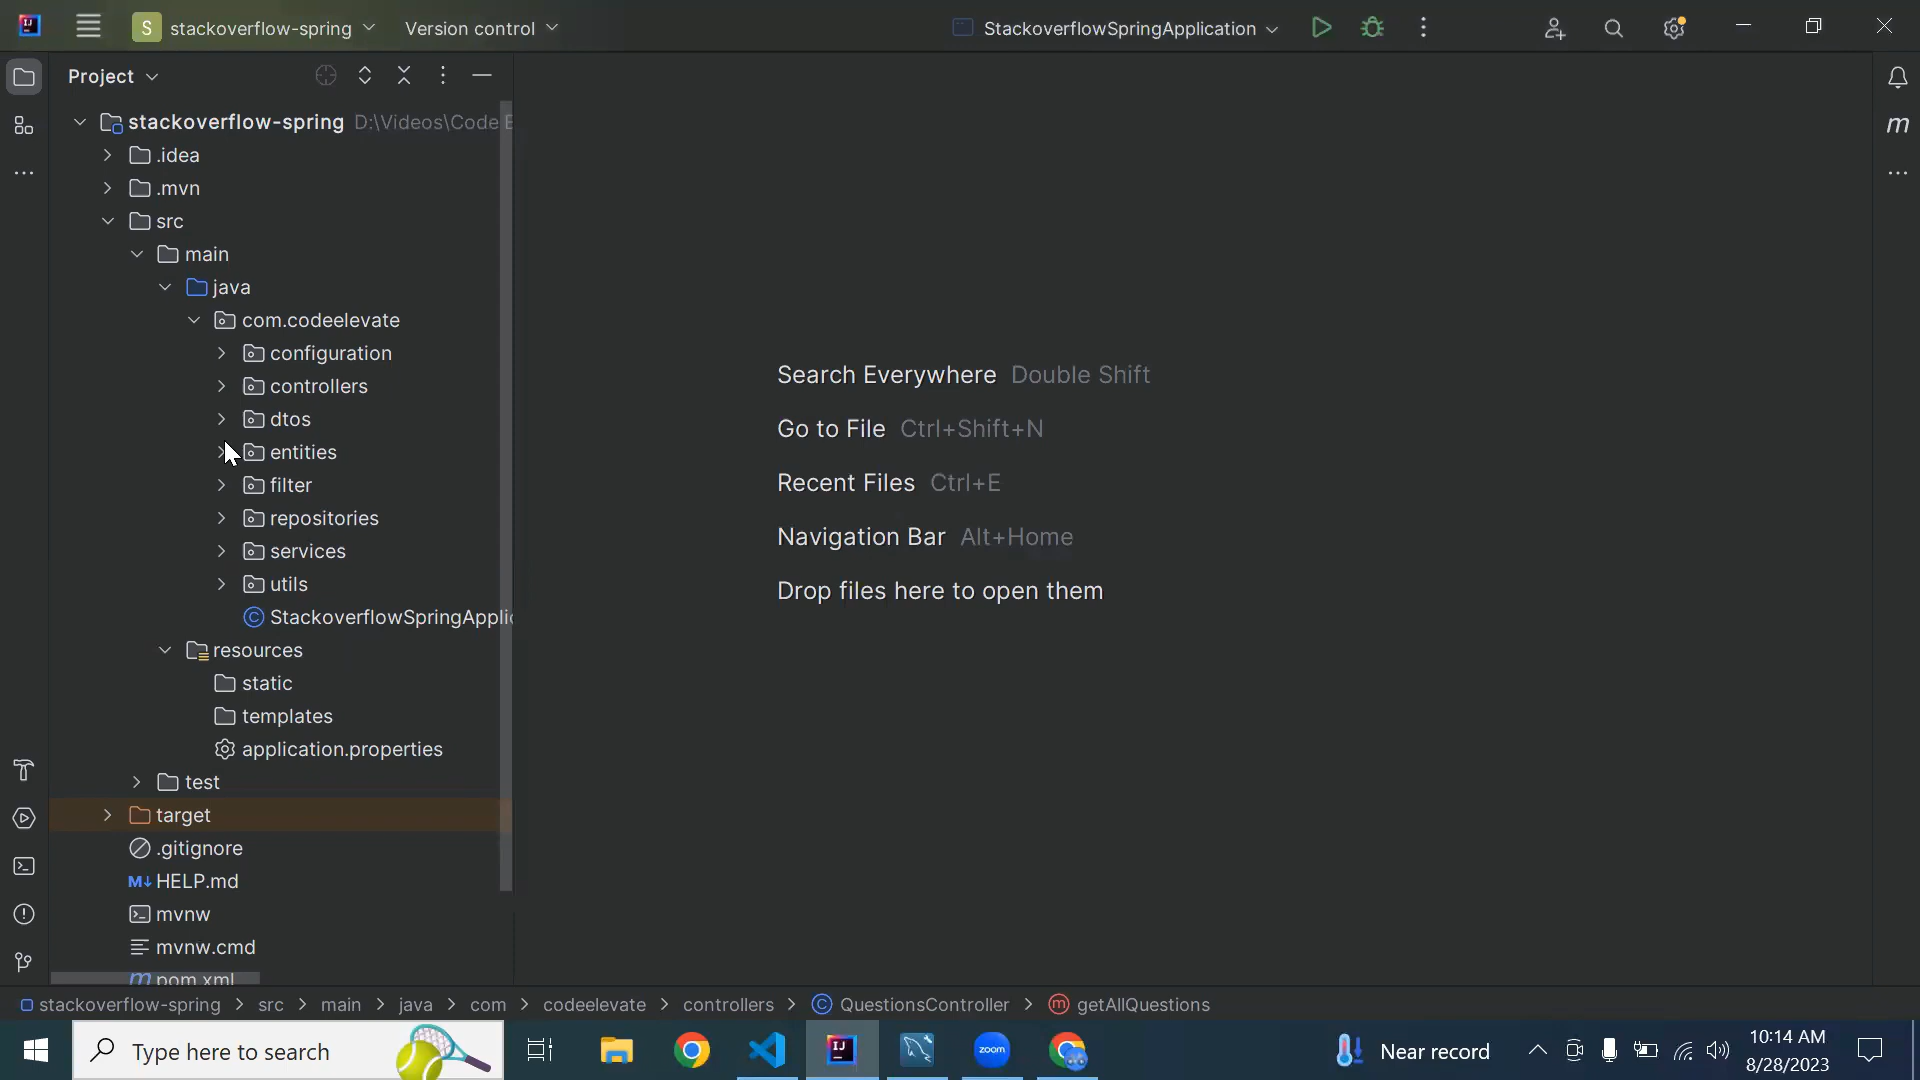 S stackoverflow-spring Version control StackoverflowSpringApplication
Project
stackoverflow-spring D:\Videos\Code E
.idea
.mvn
src
main
java
com.codeelevate
configuration
controllers
dtos
entities
filter
repositories
services
utils
StackoverflowSpringApplic
resources
static
templates
application.properties
test
target
.gitignore
HELP.md
mvnw
mvnw.cmd
pom.xml
Search Everywhere Double Shift
Go to File Ctrl+Shift+N
Recent Files Ctrl+E
Navigation Bar Alt+Home
Drop files here to open them
stackoverflow-spring > src > main > java > com > codeelevate > controllers > QuestionsController > getAllQuestions
Type here to search
zoom
Near record
10:14 AM
8/28/2023